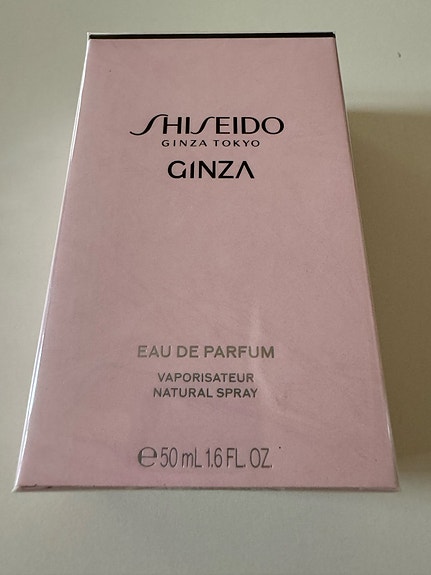 SHISEIDO
GINZA TOKYO
GINZA
EAU DE PARFUM
VAPORISATEUR
NATURAL SPRAY
℮50 mL 1.6 FL. OZ.